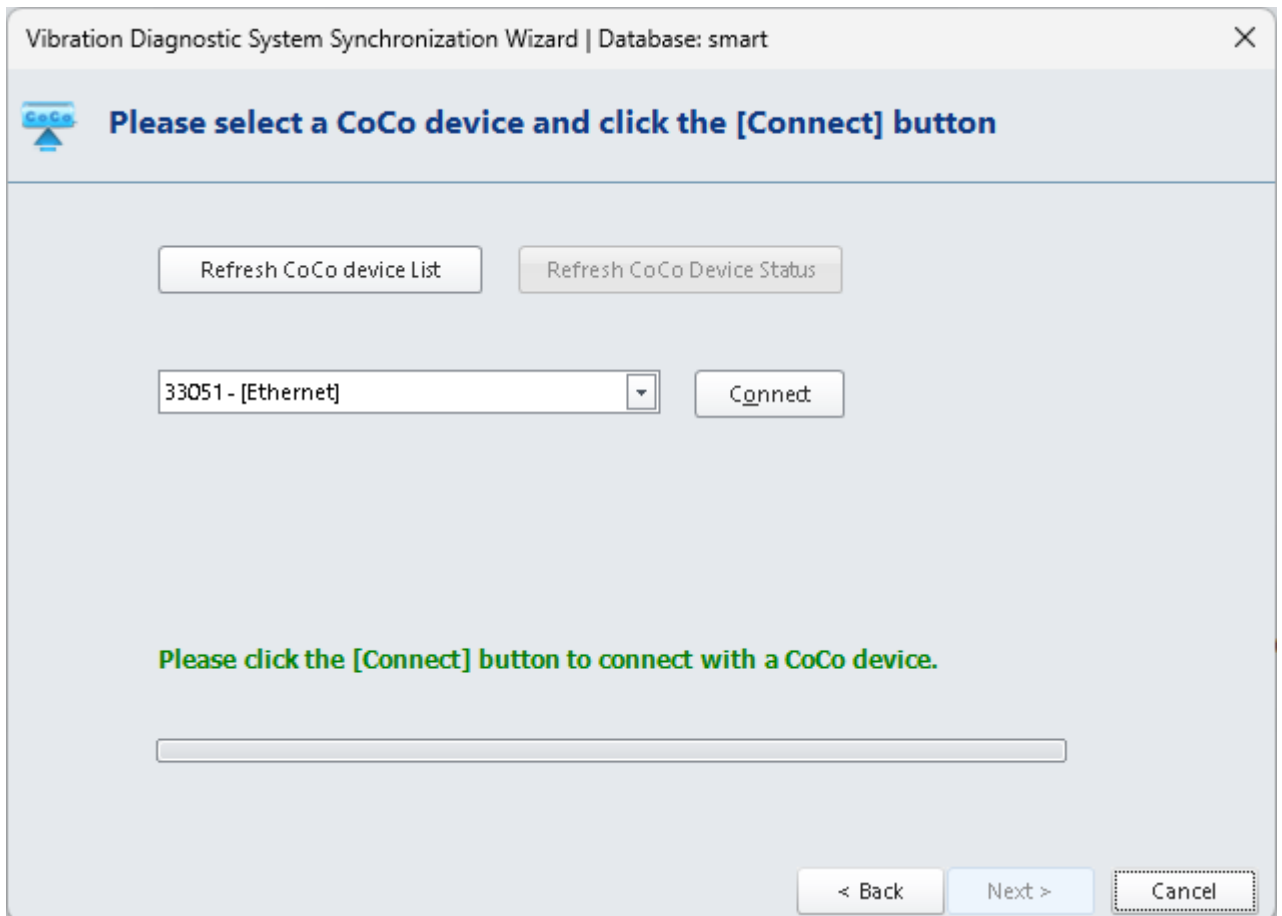 Vibration Diagnostic System Synchronization Wizard | Database: smart
CoCo
Please select a CoCo device and click the [Connect] button
Refresh CoCo device List
Refresh CoCo Device Status
33051 - [Ethernet]
Connect
Please click the [Connect] button to connect with a CoCo device.
< Back
Next >
Cancel